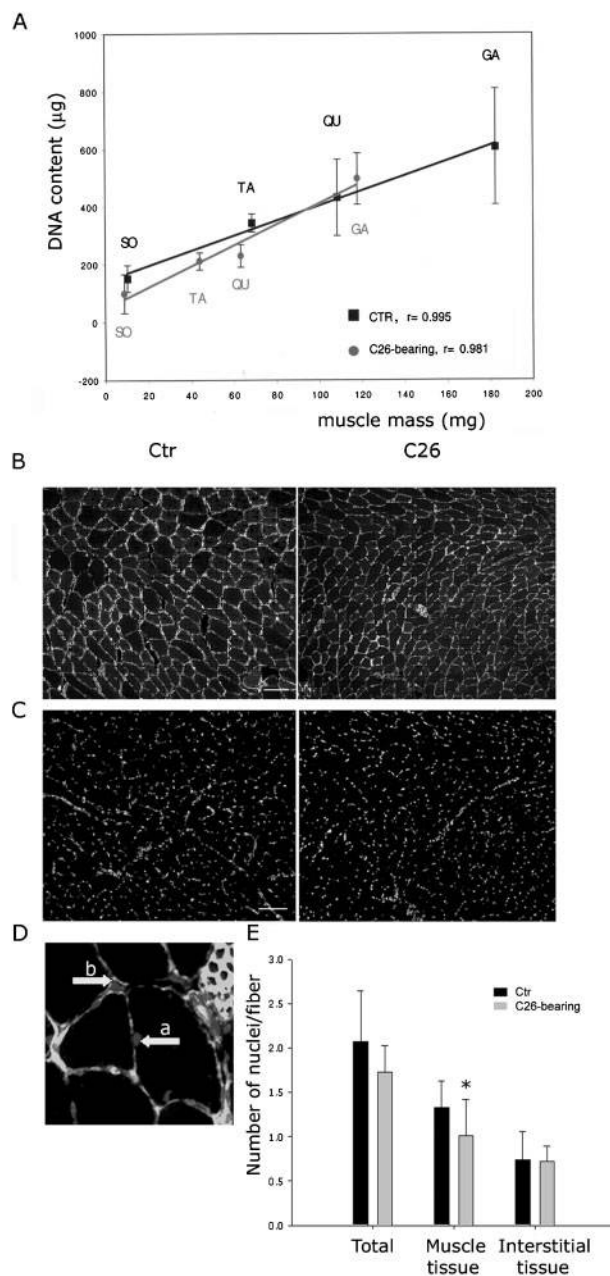 A
DNA content (µg)
1000
800
600
400
200
0
-200
GA
QU
TA
SO
GA
TA
QU
SO
CTR, r= 0.995
C26-bearing, r= 0.981
0 20 40 60 80 100 120 140 160 180 200
muscle mass (mg)
Ctr C26
B
C
D
b
a
E
Number of nuclei/fiber
3.0
2.5
2.0
1.5
1.0
0.5
0.0
Ctr
C26-bearing
*
Total Muscle tissue Interstitial tissue